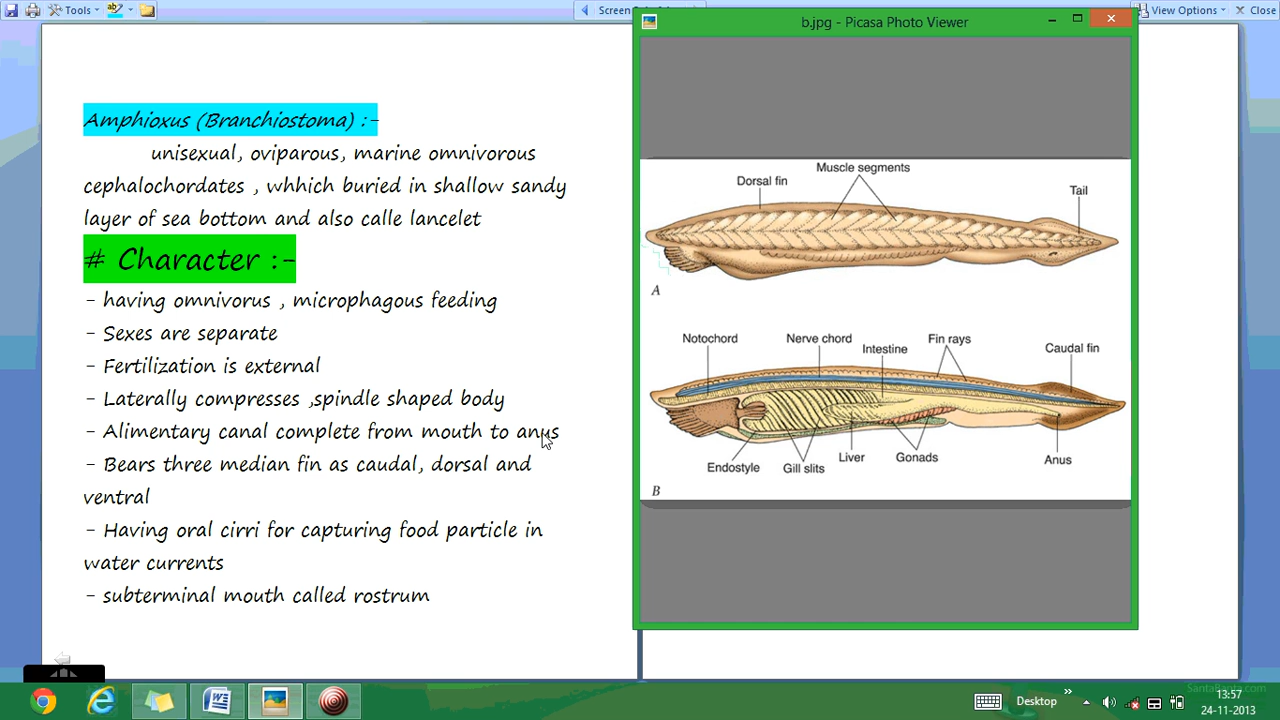 Tools
Screen
View Options
Close
b.jpg - Picasa Photo Viewer
Amphioxus (Branchiostoma) :-
unisexual, oviparous, marine omnivorous
cephalochordates , whhich buried in shallow sandy
layer of sea bottom and also calle lancelet
# Character :-
- having omnivorus , microphagous feeding
- Sexes are separate
- Fertilization is external
- Laterally compresses ,spindle shaped body
- Alimentary canal complete from mouth to anus
- Bears three median fin as caudal, dorsal and
ventral
- Having oral cirri for capturing food particle in
water currents
- subterminal mouth called rostrum
Muscle segments
Dorsal fin
Tail
A
Notochord
Nerve chord
Intestine
Fin rays
Caudal fin
Endostyle
Gill slits
Liver
Gonads
Anus
B
SantaBanta.com
Desktop
13:57
24-11-2013